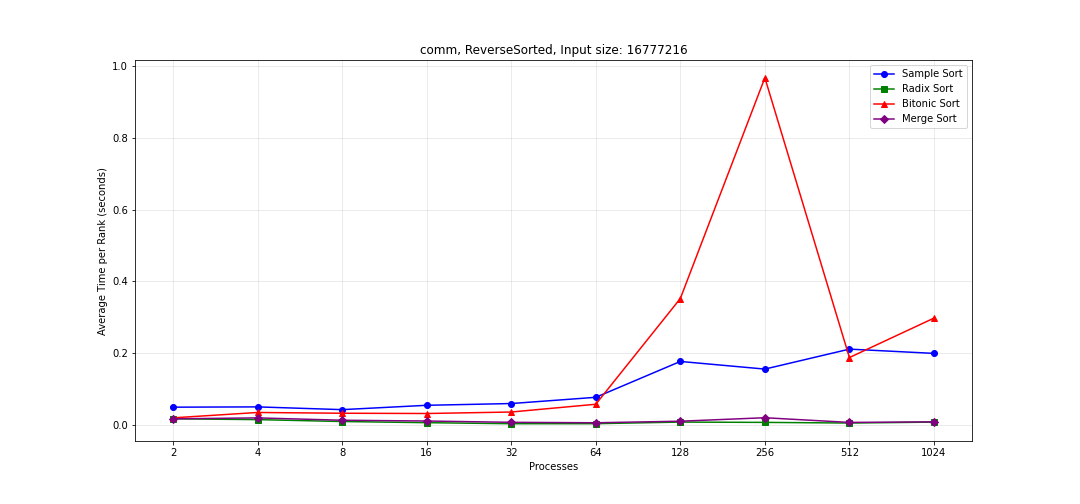 comm, ReverseSorted, Input size: 16777216
Sample Sort
Radix Sort
Bitonic Sort
Merge Sort
Average Time per Rank (seconds)
1.0
0.8
0.6
0.4
0.2
0.0
2 4 8 16 32 64 128 256 512 1024
Processes